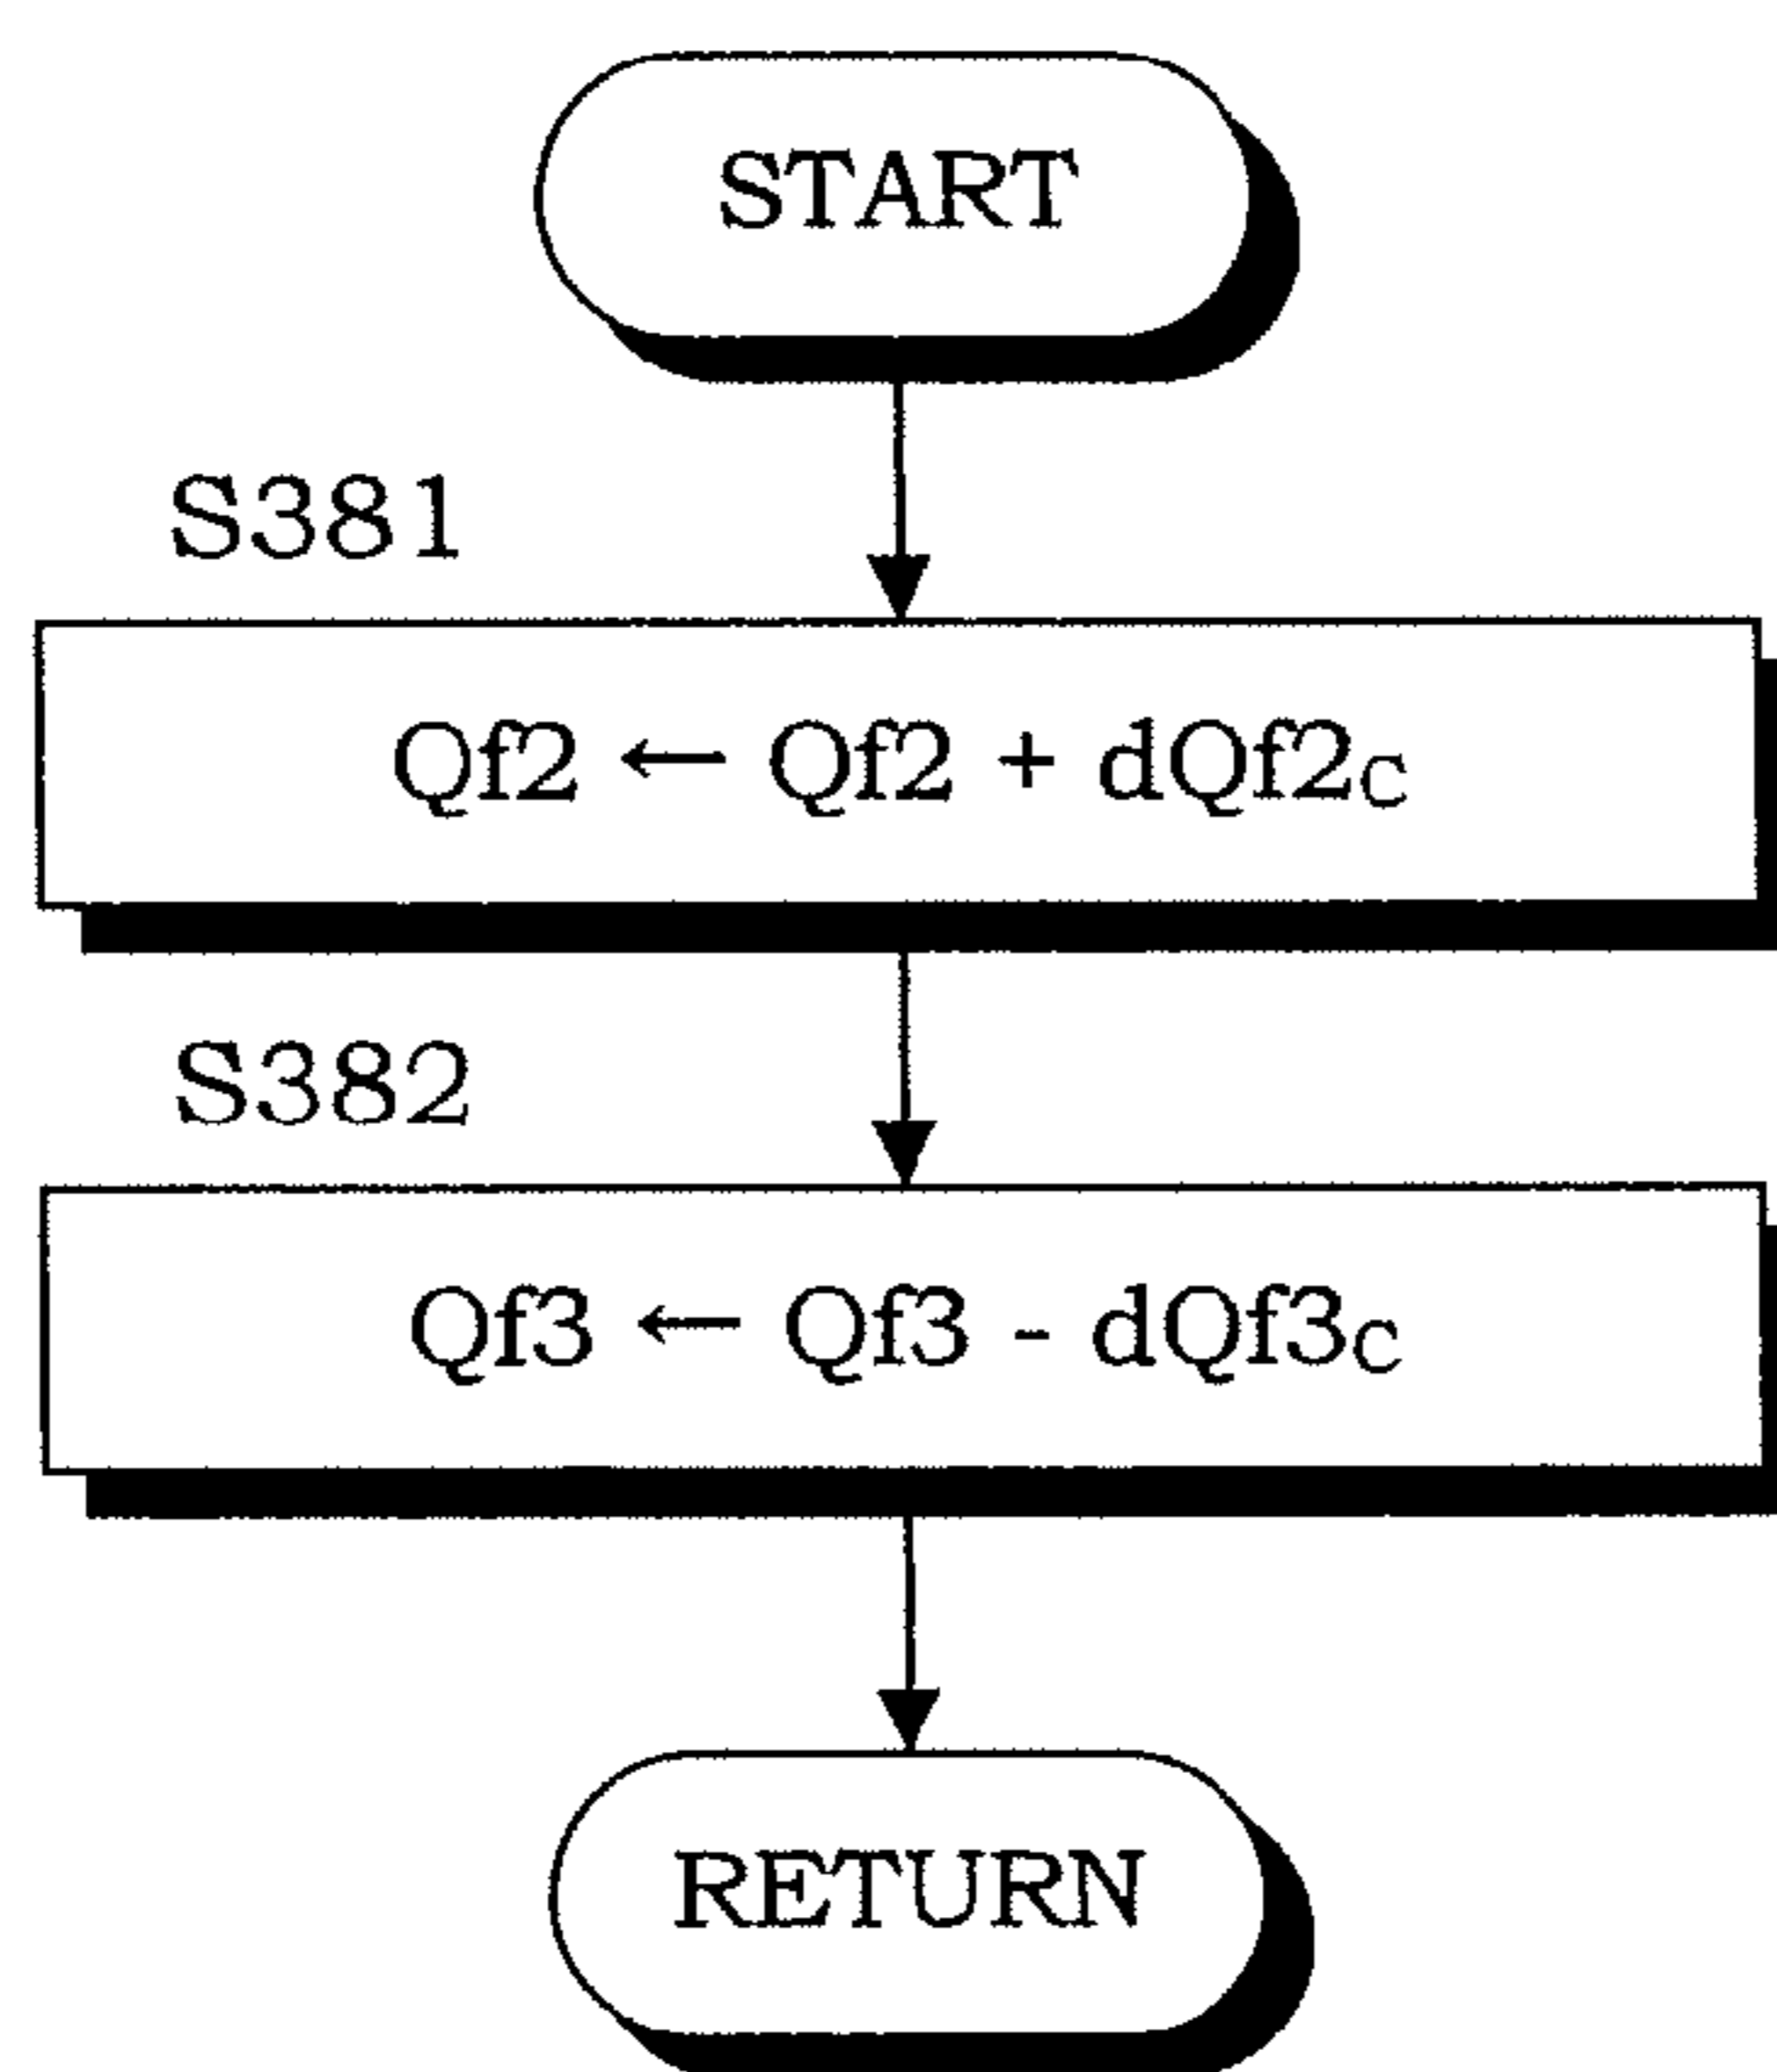 START
S381
Qf2 ← Qf2 + dQf2c
S382
Qf3 ← Qf3 - dQf3c
RETURN